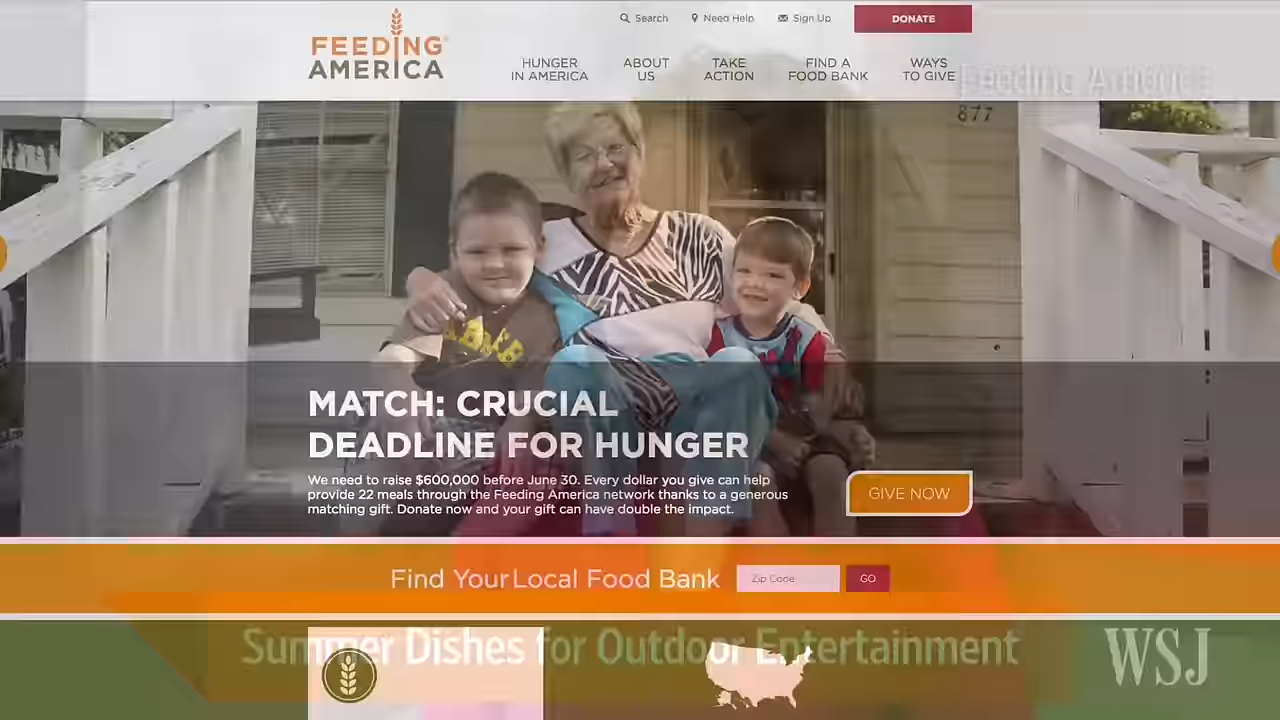 FEEDING
AMERICA
Search
Need Help
Sign Up
DONATE
HUNGER
IN AMERICA
ABOUT
US
TAKE
ACTION
FIND A
FOOD BANK
WAYS
TO GIVE
Feeding America
877
MATCH: CRUCIAL
DEADLINE FOR HUNGER
We need to raise $600,000 before June 30. Every dollar you give can help
provide 22 meals through the Feeding America network thanks to a generous
matching gift. Donate now and your gift can have double the impact.
GIVE NOW
Find Your Local Food Bank
Zip Code
GO
Summer Dishes for Outdoor Entertainment
WSJ